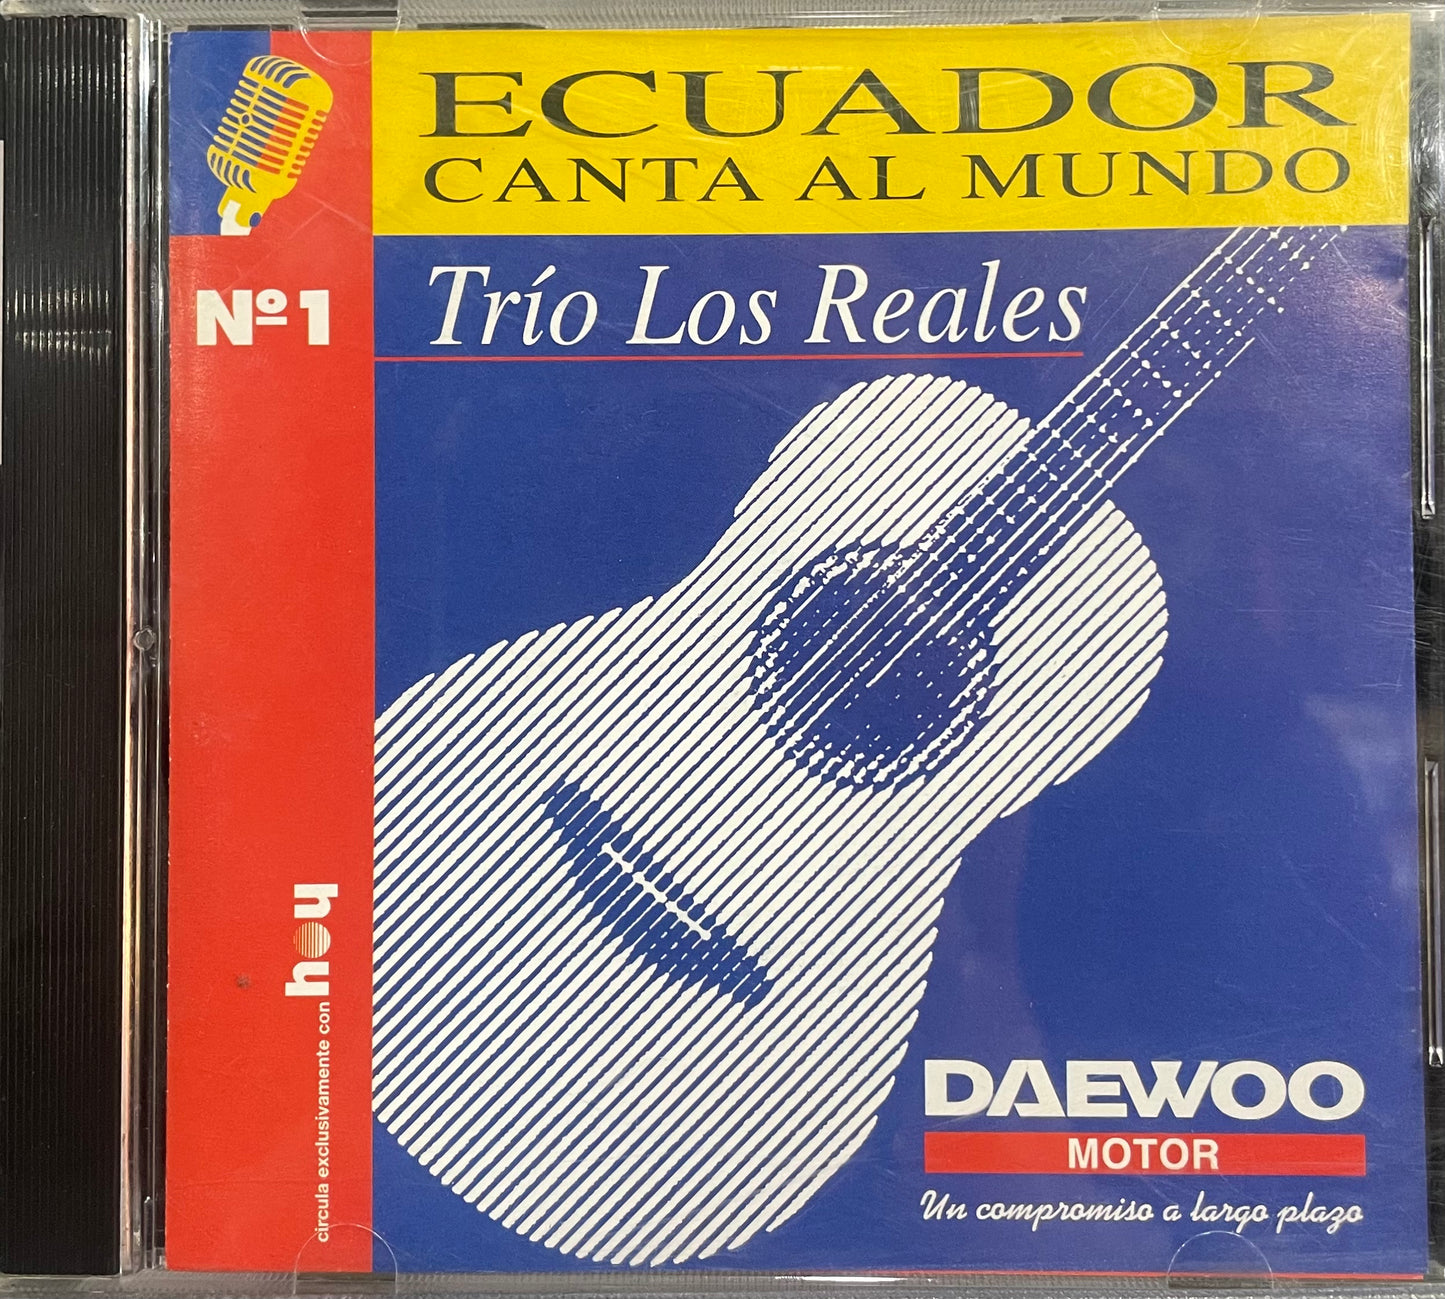 ECUADOR
CANTA AL MUNDO
Nº1
Trío Los Reales
circula exclusivamente con hoy
DAEWOO
MOTOR
Un compromiso a largo plazo